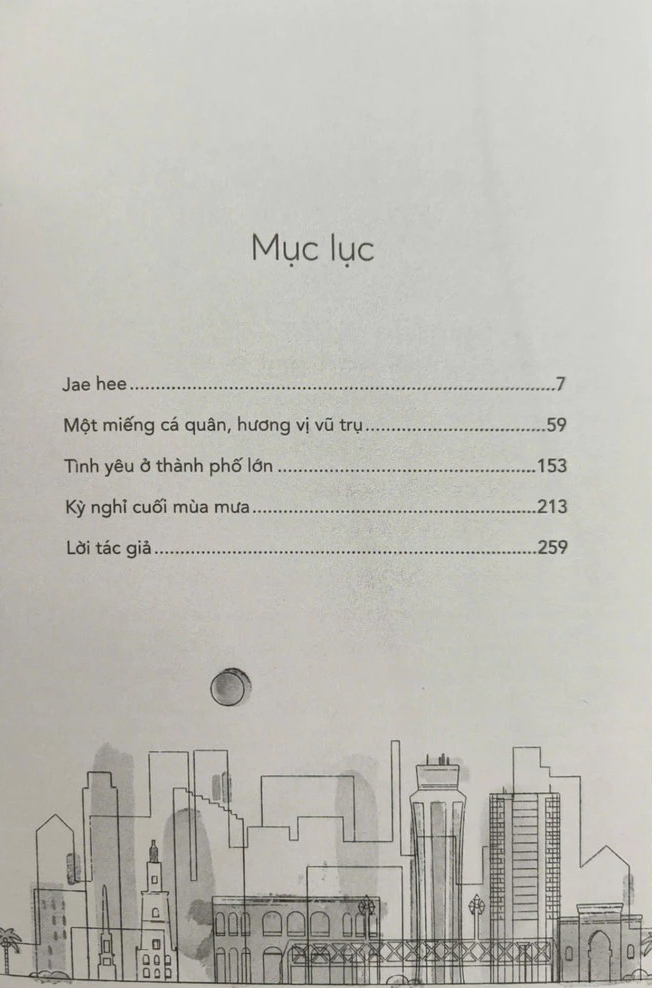 Mục lục
Jae hee........................................................................................7
Một miếng cá quân, hương vị vũ trụ......................................59
Tình yêu ở thành phố lớn......................................................153
Kỳ nghỉ cuối mùa mưa...........................................................213
Lời tác giả...............................................................................259